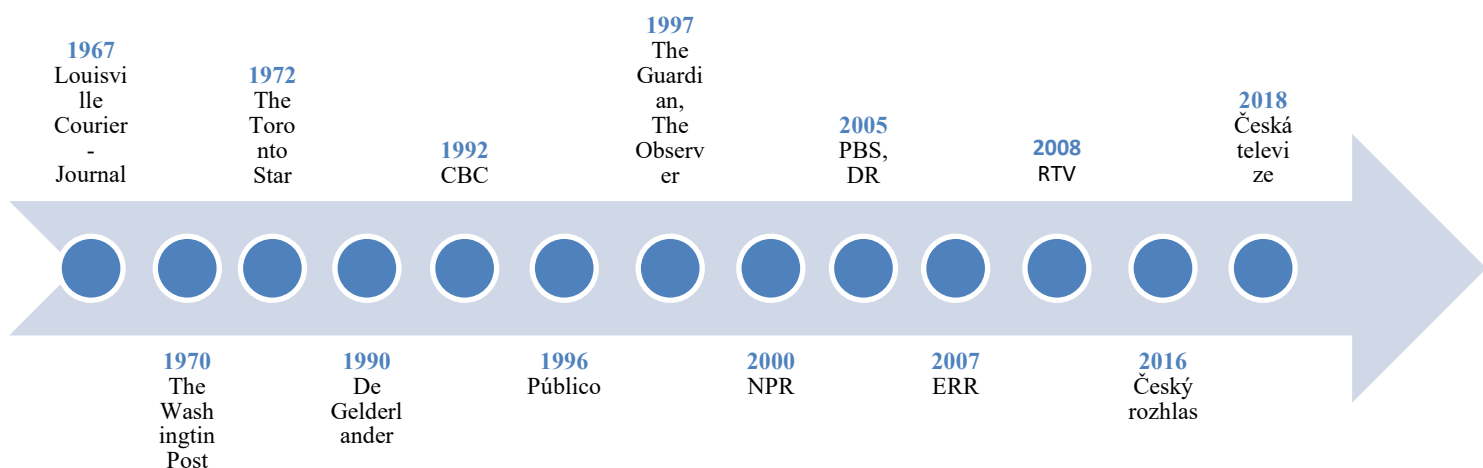 1967
Louisvi
lle
Courier
-
Journal
1970
The
Wash
ingtin
Post
1972
The
Toro
nto
Star
1990
De
Gelderl
ander
1992
CBC
1996
Público
1997
The
Guardi
an,
The
Observ
er
2000
NPR
2005
PBS,
DR
2007
ERR
2008
RTV
2016
Český
rozhlas
2018
Česká
televi
ze